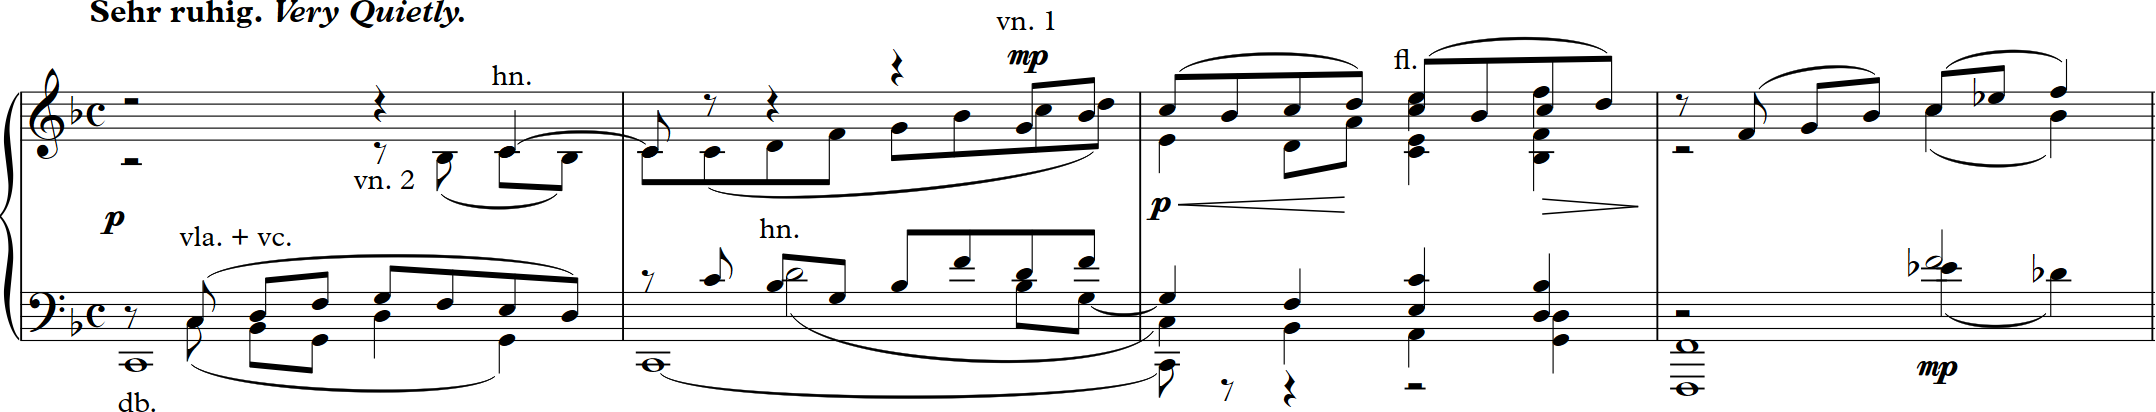 Sehr ruhig. Very Quietly.
vn. 1
mp
hn.
fl.
vn. 2
p
p
vla. + vc.
hn.
mp
db.